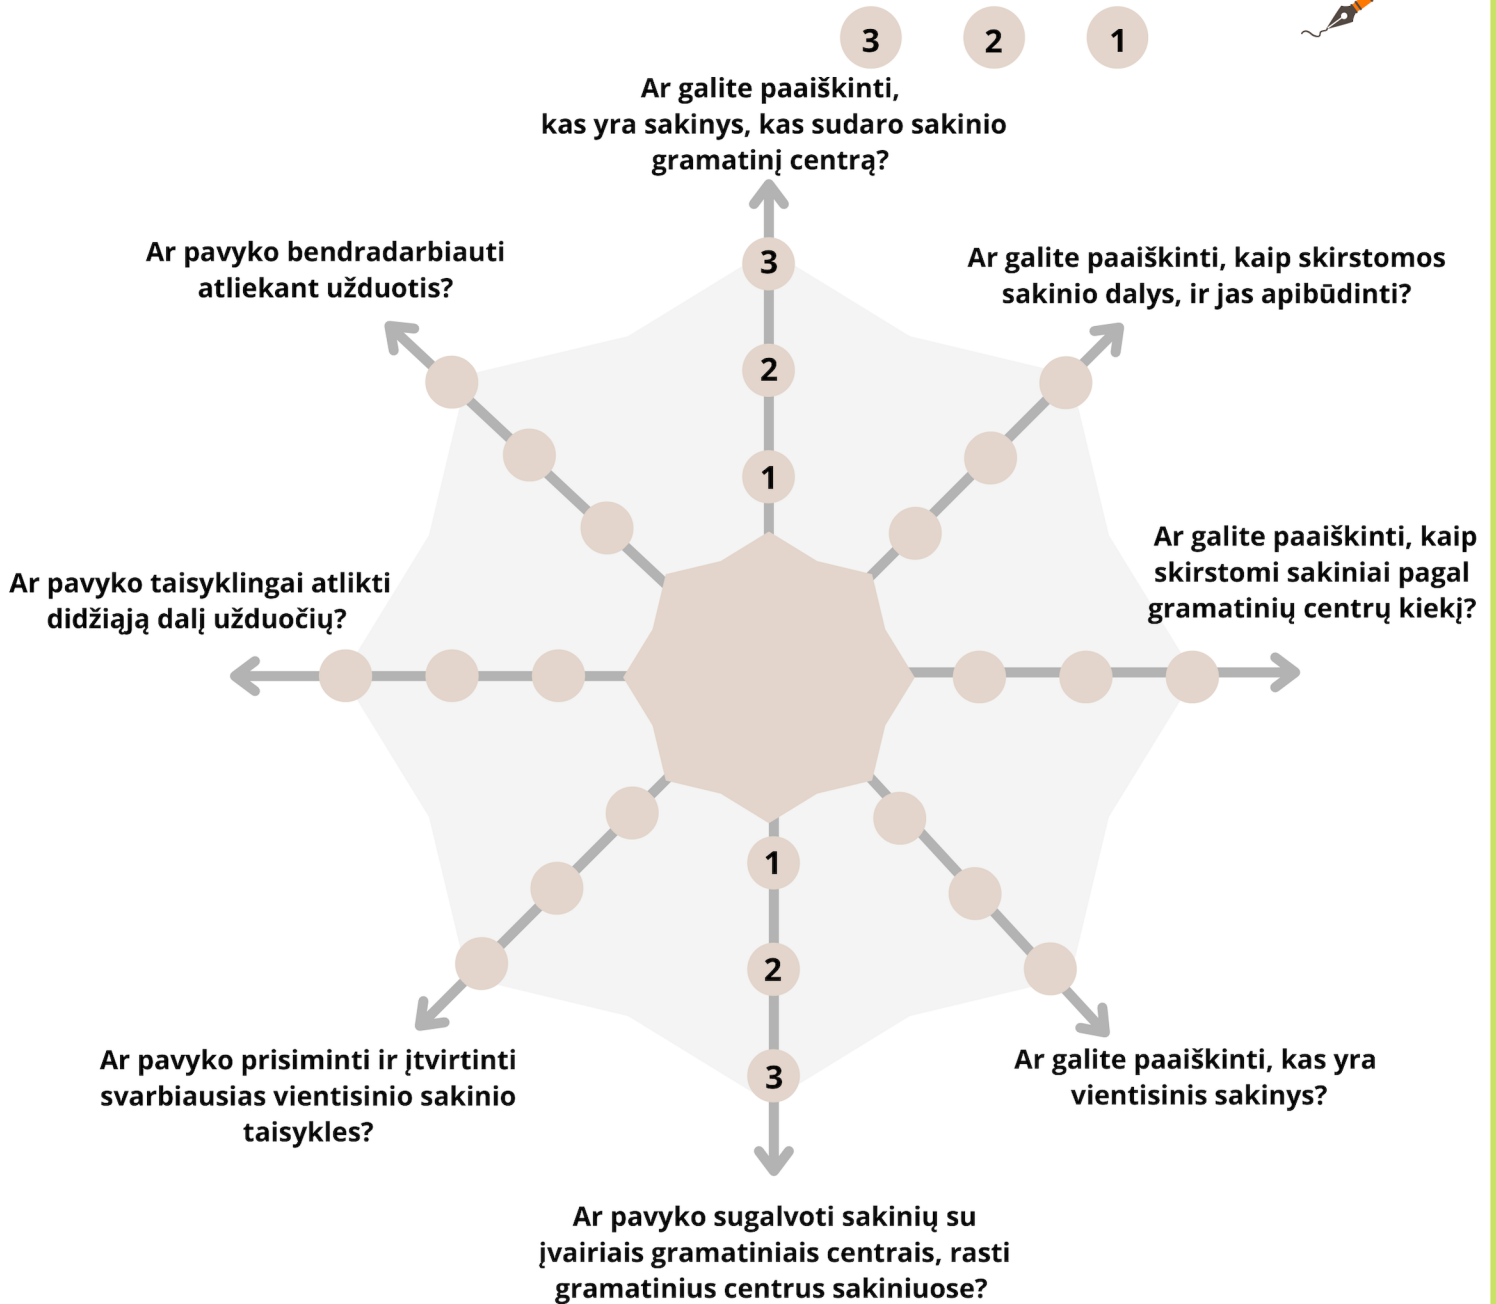 3 2 1
Ar galite paaiškinti,
kas yra sakinys, kas sudaro sakinio
gramatinį centrą?
Ar pavyko bendradarbiauti
atliekant užduotis?
Ar galite paaiškinti, kaip skirstomos
sakinio dalys, ir jas apibūdinti?
3
2
1
Ar galite paaiškinti, kaip
skirstomi sakiniai pagal
gramatinių centrų kiekį?
Ar pavyko taisyklingai atlikti
didžiąją dalį užduočių?
1
2
3
Ar pavyko prisiminti ir įtvirtinti
svarbiausias vientisinio sakinio
taisykles?
Ar galite paaiškinti, kas yra
vientisinis sakinys?
Ar pavyko sugalvoti sakinių su
įvairiais gramatiniais centrais, rasti
gramatinius centrus sakiniuose?